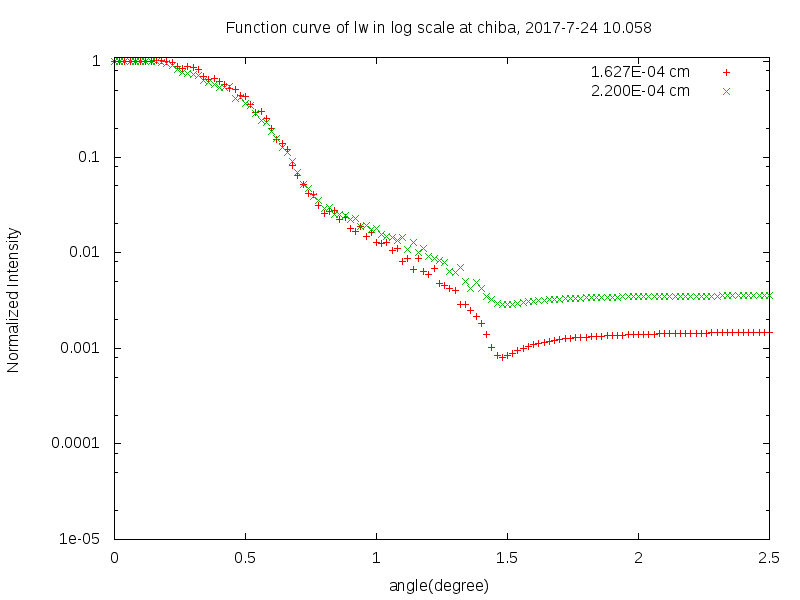 Function curve of lw in log scale at chiba, 2017-7-24 10.058
1.627E-04 cm
2.200E-04 cm
1
0.1
0.01
0.001
0.0001
1e-05
Normalized Intensity
0 0.5 1 1.5 2 2.5
angle(degree)